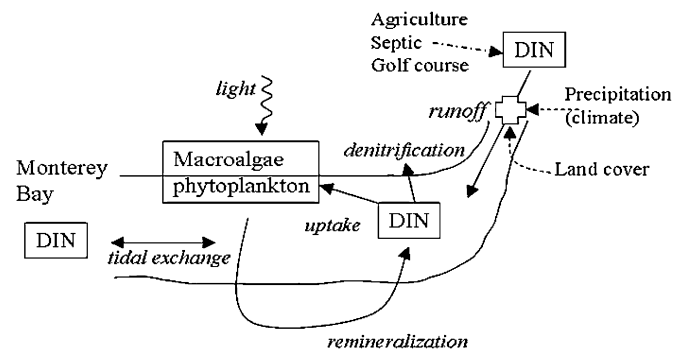 Agriculture
Septic
Golf course
DIN
light
runoff
Precipitation
(climate)
Macroalgae
phytoplankton
denitrification
Land cover
Monterey
Bay
DIN
uptake
DIN
tidal exchange
remineralization